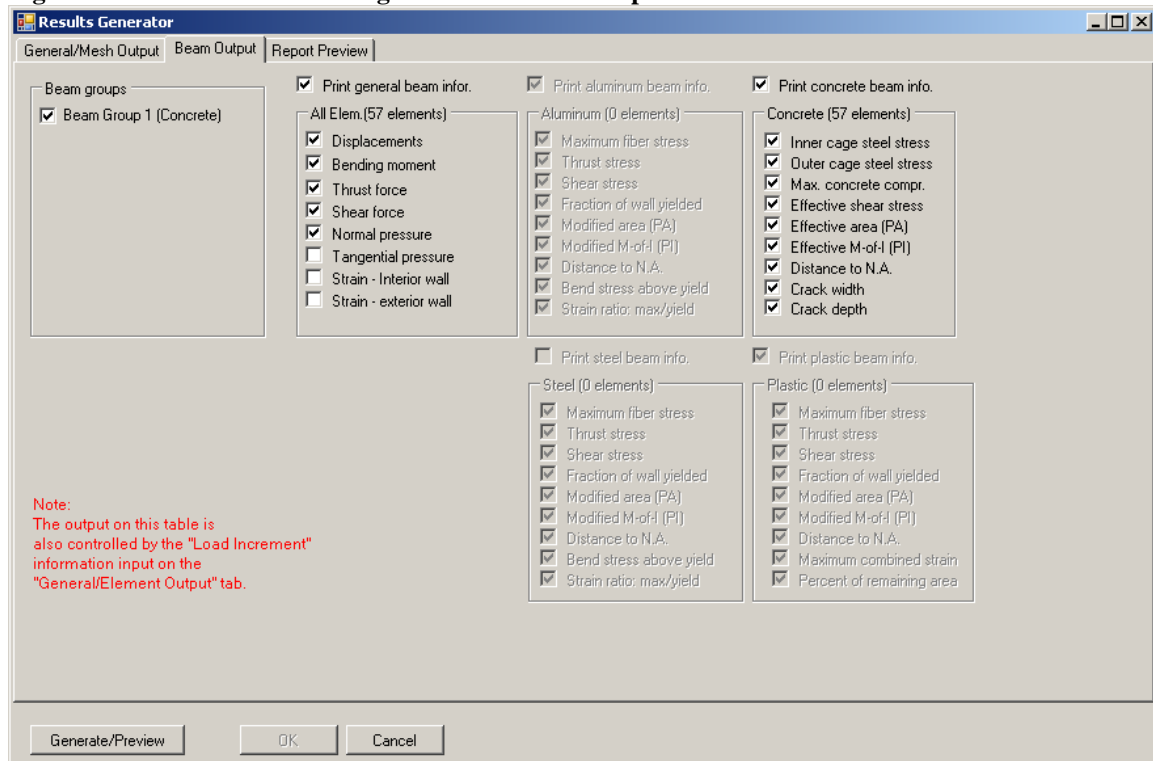 Results Generator
General/Mesh Output Beam Output Report Preview
Beam groups
Beam Group 1 (Concrete)
Print general beam infor.
All Elem.(57 elements)
Displacements
Bending moment
Thrust force
Shear force
Normal pressure
Tangential pressure
Strain - Interior wall
Strain - exterior wall
Print aluminum beam info.
Aluminum (0 elements)
Maximum fiber stress
Thrust stress
Shear stress
Fraction of wall yielded
Modified area (PA)
Modified M-of-I (PI)
Distance to N.A.
Bend stress above yield
Strain ratio: max/yield
Print concrete beam info.
Concrete (57 elements)
Inner cage steel stress
Outer cage steel stress
Max. concrete compr.
Effective shear stress
Effective area (PA)
Effective M-of-I (PI)
Distance to N.A.
Crack width
Crack depth
Print steel beam info.
Steel (0 elements)
Maximum fiber stress
Thrust stress
Shear stress
Fraction of wall yielded
Modified area (PA)
Modified M-of-I (PI)
Distance to N.A.
Bend stress above yield
Strain ratio: max/yield
Print plastic beam info.
Plastic (0 elements)
Maximum fiber stress
Thrust stress
Shear stress
Fraction of wall yielded
Modified area (PA)
Modified M-of-I (PI)
Distance to N.A.
Maximum combined strain
Percent of remaining area
Note:
The output on this table is
also controlled by the "Load Increment"
information input on the
"General/Element Output" tab.
Generate/Preview OK Cancel